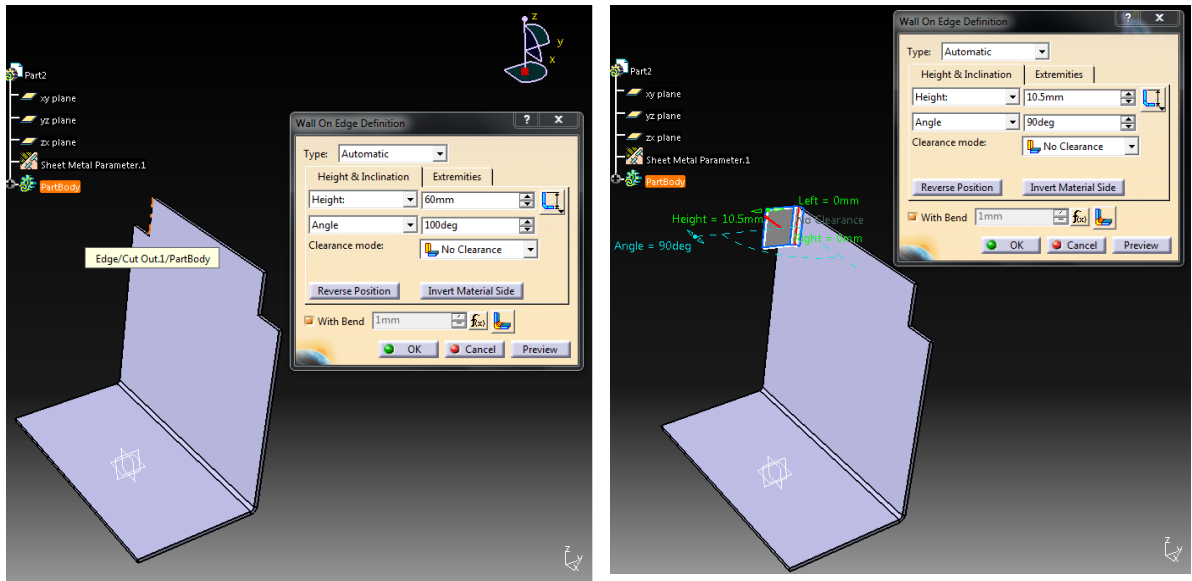 z
y
x
Part2
xy plane
yz plane
zx plane
Sheet Metal Parameter.1
PartBody
Edge/Cut Out.1/PartBody
Wall On Edge Definition
? X
Type: Automatic
Height & Inclination Extremities
Height: 60mm
Angle 100deg
Clearance mode: No Clearance
Reverse Position Invert Material Side
With Bend 1mm f(x)
OK Cancel Preview
z
y
x
Part2
xy plane
yz plane
zx plane
Sheet Metal Parameter.1
PartBody
Left = 0mm
Height = 10.5mm No Clearance
Right = 0mm
Angle = 90deg
Wall On Edge Definition
? X
Type: Automatic
Height & Inclination Extremities
Height: 10.5mm
Angle 90deg
Clearance mode: No Clearance
Reverse Position Invert Material Side
With Bend 1mm f(x)
OK Cancel Preview
z
y
x